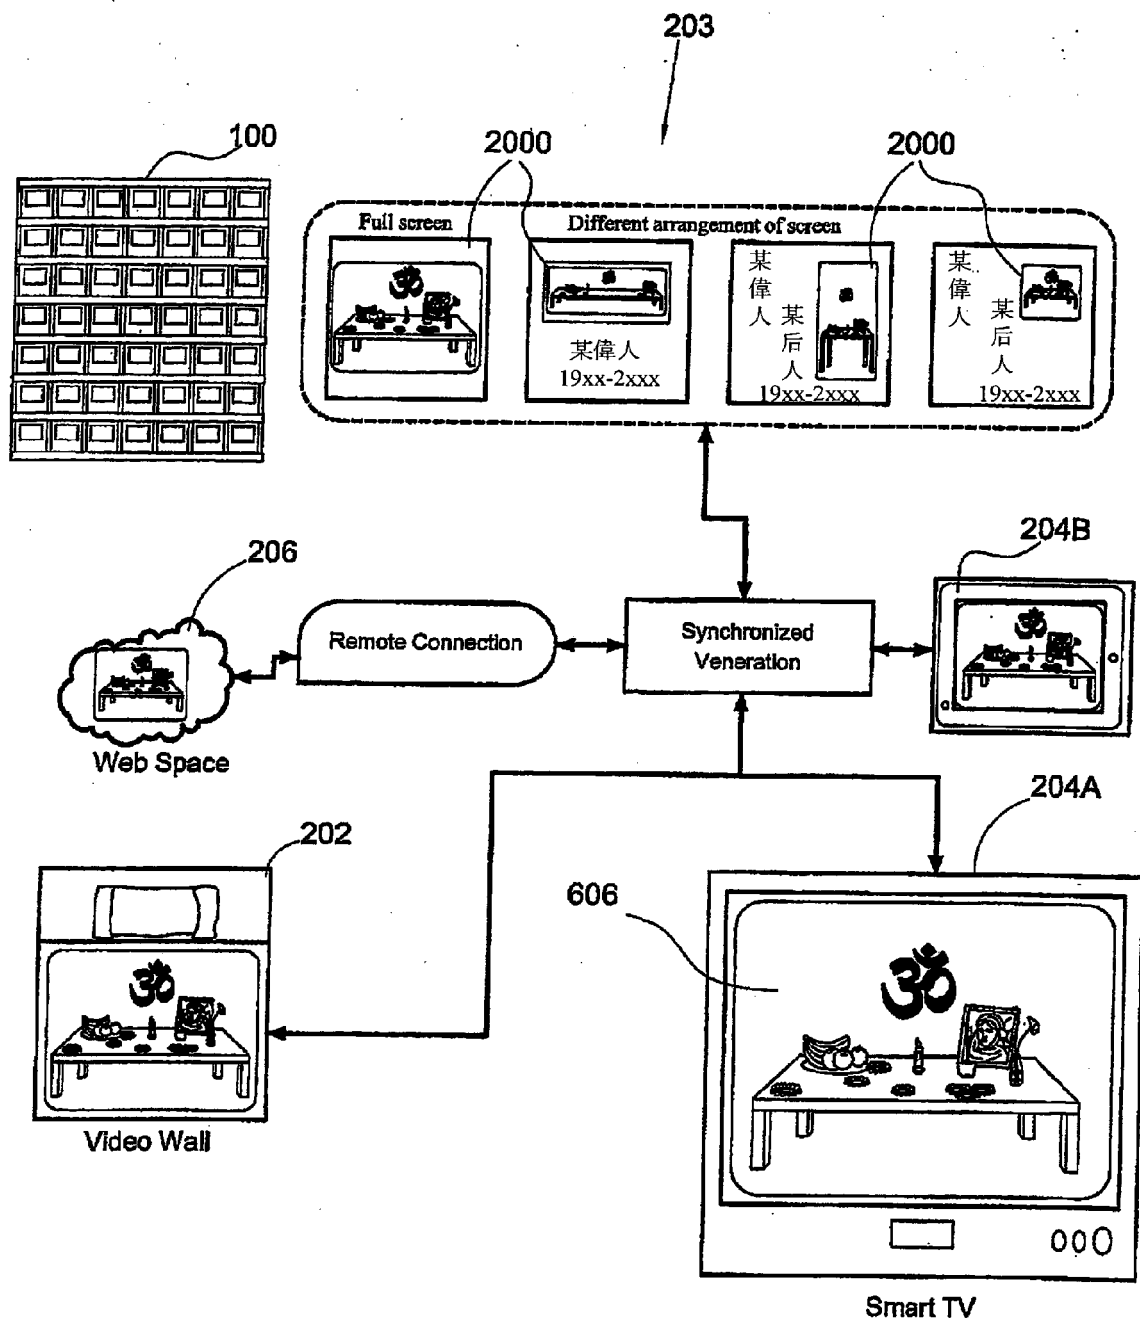 203
100
2000
2000
Full screen
Different arrangement of screen
某偉人
19xx-2xxx
某偉人
某后人
19xx-2xxx
某偉人
某后人
19xx-2xxx
206
204B
Remote Connection
Synchronized
Veneration
Web Space
204A
202
606
ॐ
ॐ
ॐ
ॐ
ॐ
Video Wall
Smart TV